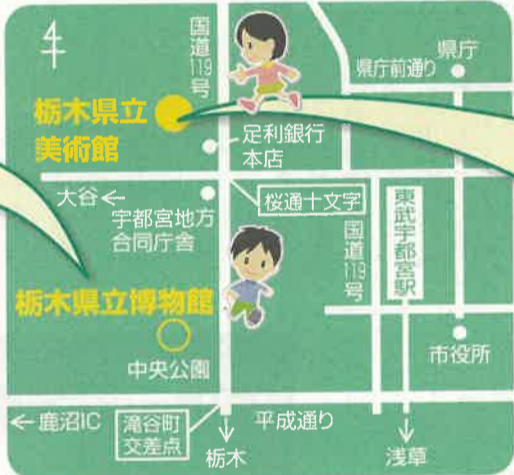 国道119号
県庁
県庁前通り
栃木県立
美術館
足利銀行
本店
大谷←
桜通十文字
宇都宮地方
合同庁舎
国道119号
東武宇都宮駅
栃木県立博物館
中央公園
市役所
←鹿沼IC
滝谷町
交差点
平成通り
栃木
浅草